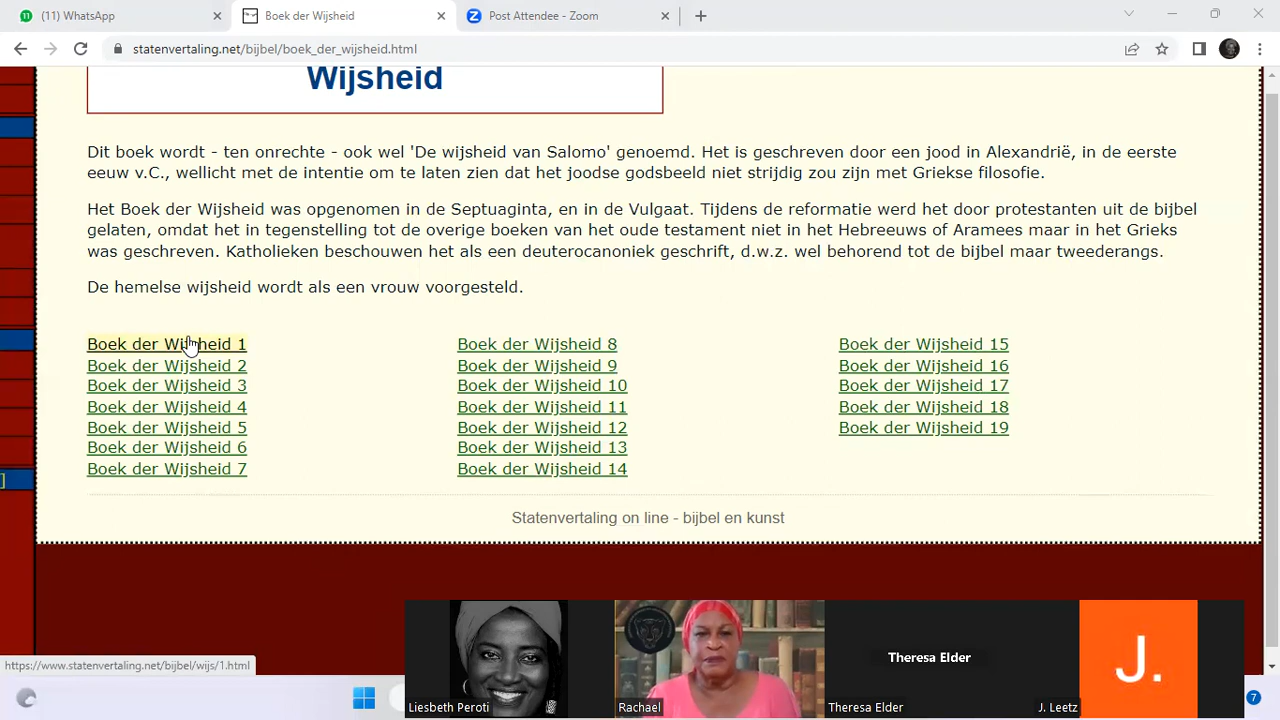 (11) WhatsApp
Boek der Wijsheid
Post Attendee - Zoom
statenvertaling.net/bijbel/boek_der_wijsheid.html
Wijsheid
Dit boek wordt - ten onrechte - ook wel 'De wijsheid van Salomo' genoemd. Het is geschreven door een jood in Alexandrië, in de eerste
eeuw v.C., wellicht met de intentie om te laten zien dat het joodse godsbeeld niet strijdig zou zijn met Griekse filosofie.
Het Boek der Wijsheid was opgenomen in de Septuaginta, en in de Vulgaat. Tijdens de reformatie werd het door protestanten uit de bijbel
gelaten, omdat het in tegenstelling tot de overige boeken van het oude testament niet in het Hebreeuws of Aramees maar in het Grieks
was geschreven. Katholieken beschouwen het als een deuterocanoniek geschrift, d.w.z. wel behorend tot de bijbel maar tweederangs.
De hemelse wijsheid wordt als een vrouw voorgesteld.
Boek der Wijsheid 1
Boek der Wijsheid 2
Boek der Wijsheid 3
Boek der Wijsheid 4
Boek der Wijsheid 5
Boek der Wijsheid 6
Boek der Wijsheid 7
Boek der Wijsheid 8
Boek der Wijsheid 9
Boek der Wijsheid 10
Boek der Wijsheid 11
Boek der Wijsheid 12
Boek der Wijsheid 13
Boek der Wijsheid 14
Boek der Wijsheid 15
Boek der Wijsheid 16
Boek der Wijsheid 17
Boek der Wijsheid 18
Boek der Wijsheid 19
]
Statenvertaling on line - bijbel en kunst
https://www.statenvertaling.net/bijbel/wijs/1.html
Theresa Elder
J.
Liesbeth Peroti
Rachael
Theresa Elder
J. Leetz
7